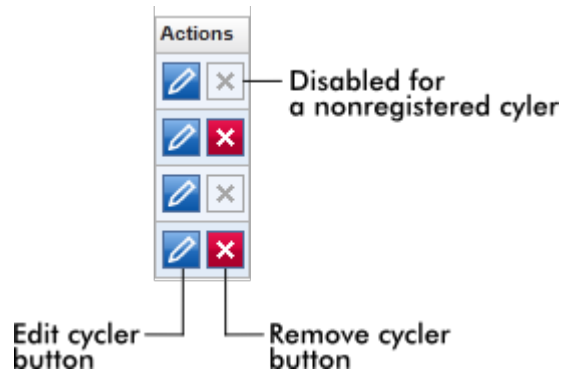 Actions
Disabled for
a nonregistered cyler
Edit cycler
button
Remove cycler
button